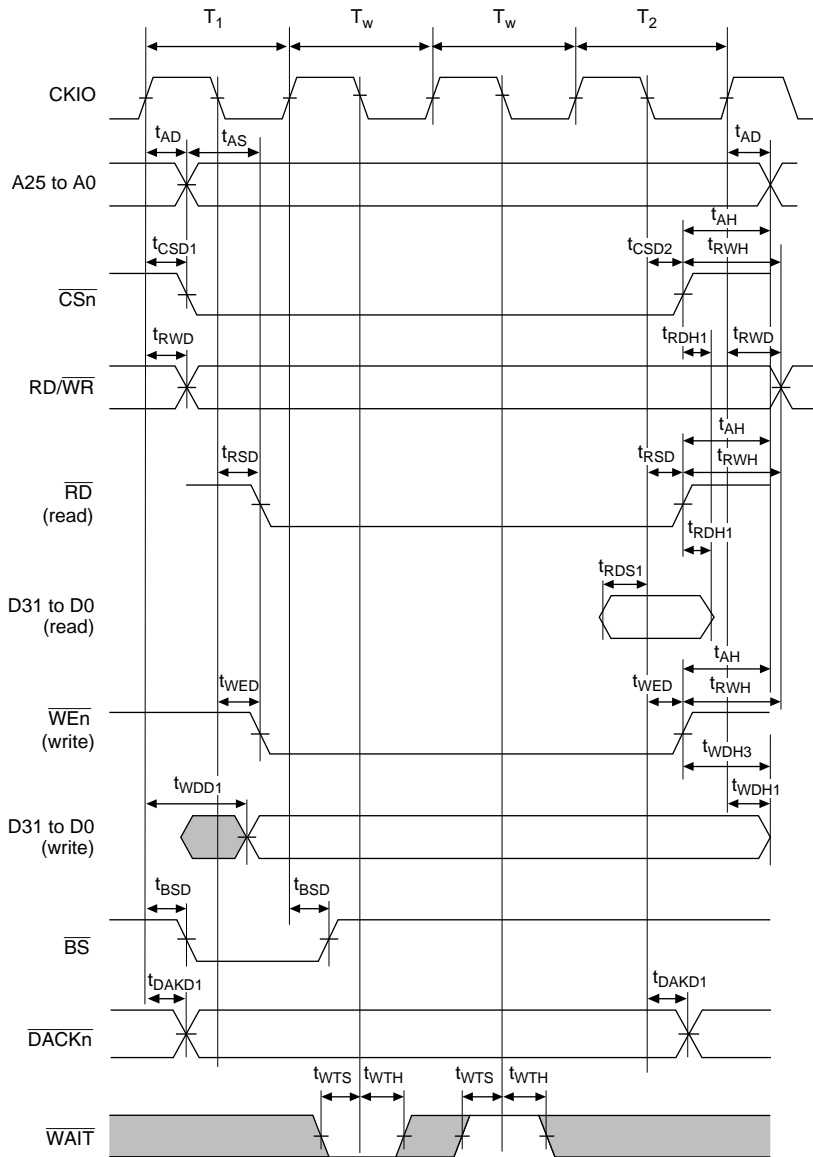 T1 Tw Tw T2
CKIO
tAD tAS tAD
A25 to A0
tAH
tCSD1 tCSD2 tRWH
CSn
tRWD tRDH1 tRWD
RD/WR
tAH
tRSD tRSD tRWH
RD
(read)
tRDH1
tRDS1
D31 to D0
(read)
tAH
tWED tWED tRWH
WEn
(write)
tWDH3
tWDD1 tWDH1
D31 to D0
(write)
tBSD tBSD
BS
tDAKD1 tDAKD1
DACKn
tWTS tWTH tWTS tWTH
WAIT